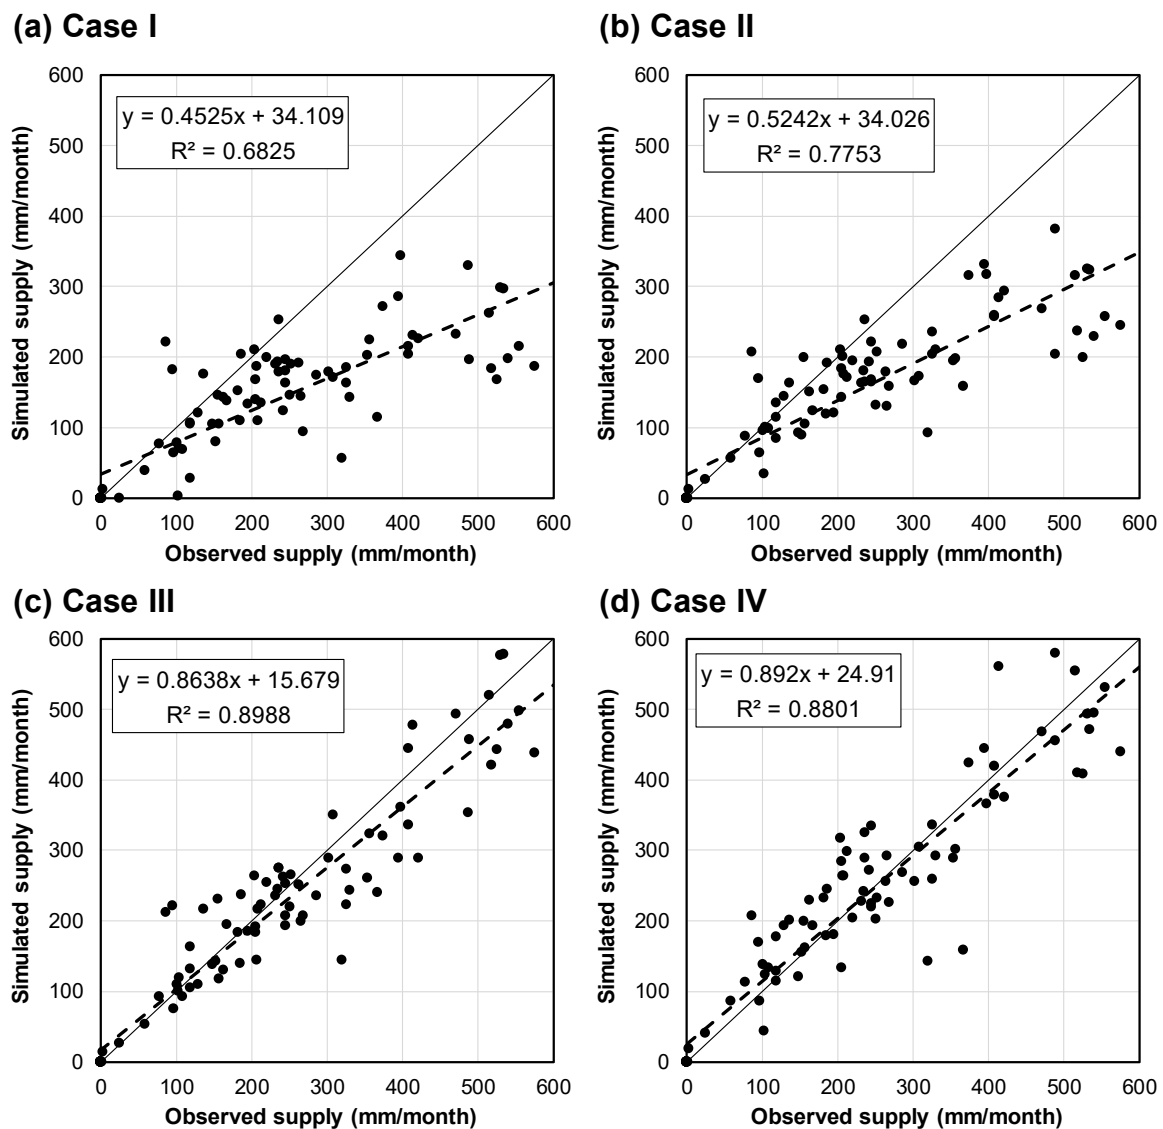 (a) Case I
600
500
400
300
200
100
0
Simulated supply (mm/month)
y = 0.4525x + 34.109
R² = 0.6825
0 100 200 300 400 500 600
Observed supply (mm/month)
(b) Case II
600
500
400
300
200
100
0
Simulated supply (mm/month)
y = 0.5242x + 34.026
R² = 0.7753
0 100 200 300 400 500 600
Observed supply (mm/month)
(c) Case III
600
500
400
300
200
100
0
Simulated supply (mm/month)
y = 0.8638x + 15.679
R² = 0.8988
0 100 200 300 400 500 600
Observed supply (mm/month)
(d) Case IV
600
500
400
300
200
100
0
Simulated supply (mm/month)
y = 0.892x + 24.91
R² = 0.8801
0 100 200 300 400 500 600
Observed supply (mm/month)